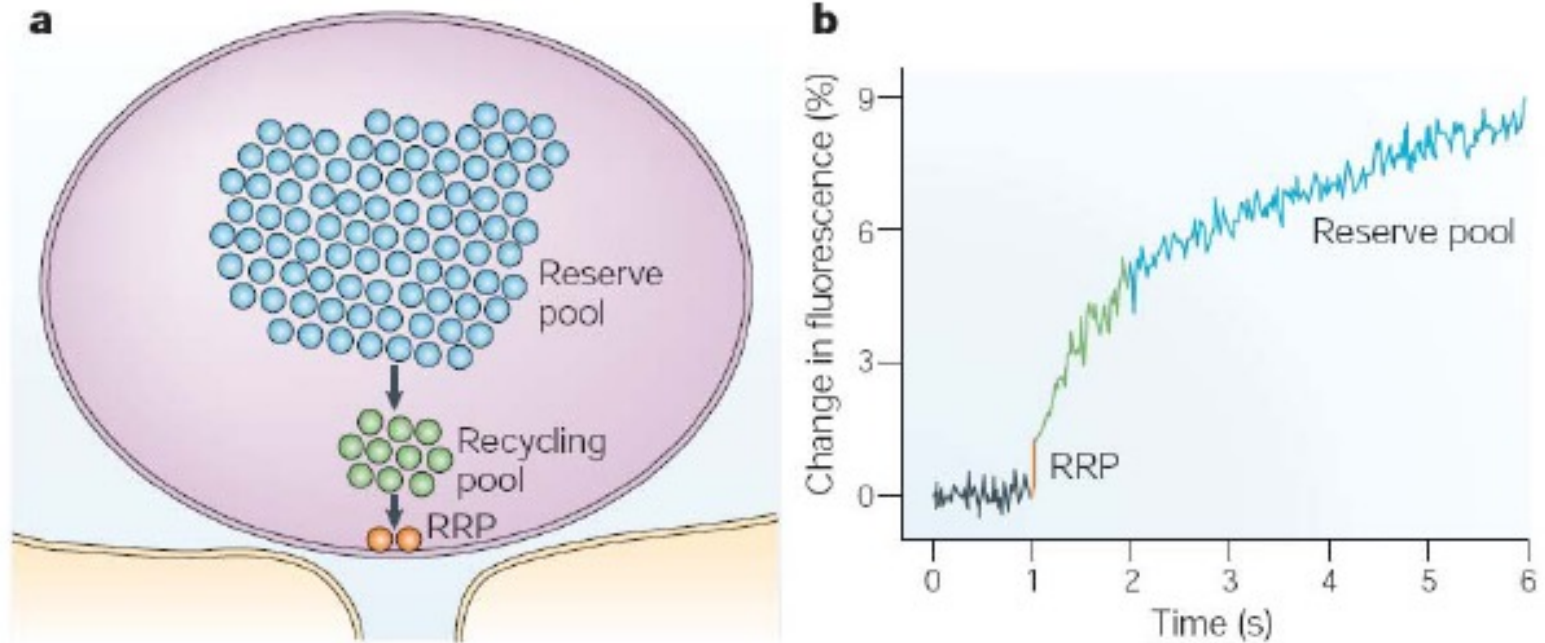 a
Reserve
pool
Recycling
pool
RRP
b
Change in fluorescence (%)
9
6
3
0
Reserve pool
RRP
0 1 2 3 4 5 6
Time (s)